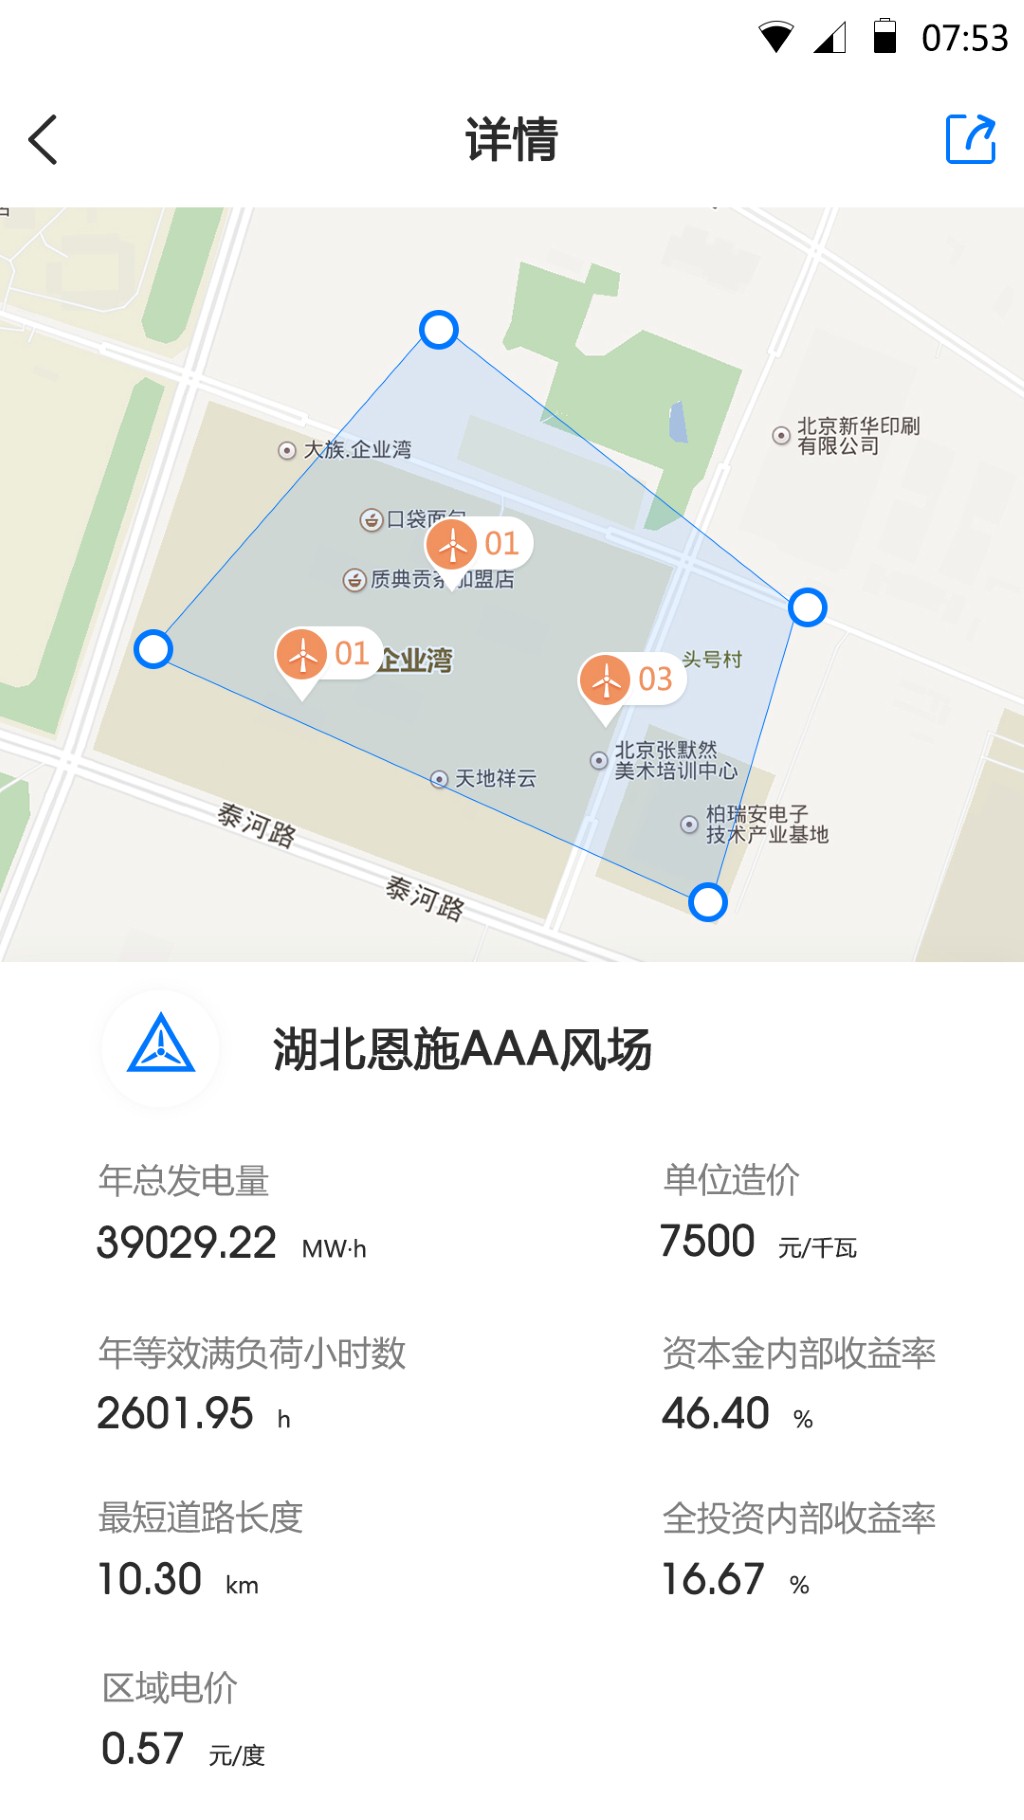 07:53
详情
北京新华印刷
有限公司
大族.企业湾
口袋面包
01
质典贡茶加盟店
01
企业湾
头号村
03
北京张默然
美术培训中心
天地祥云
柏瑞安电子
技术产业基地
泰河路
泰河路
湖北恩施AAA风场
年总发电量
39029.22 MW·h
单位造价
7500 元/千瓦
年等效满负荷小时数
2601.95 h
资本金内部收益率
46.40 %
最短道路长度
10.30 km
全投资内部收益率
16.67 %
区域电价
0.57 元/度